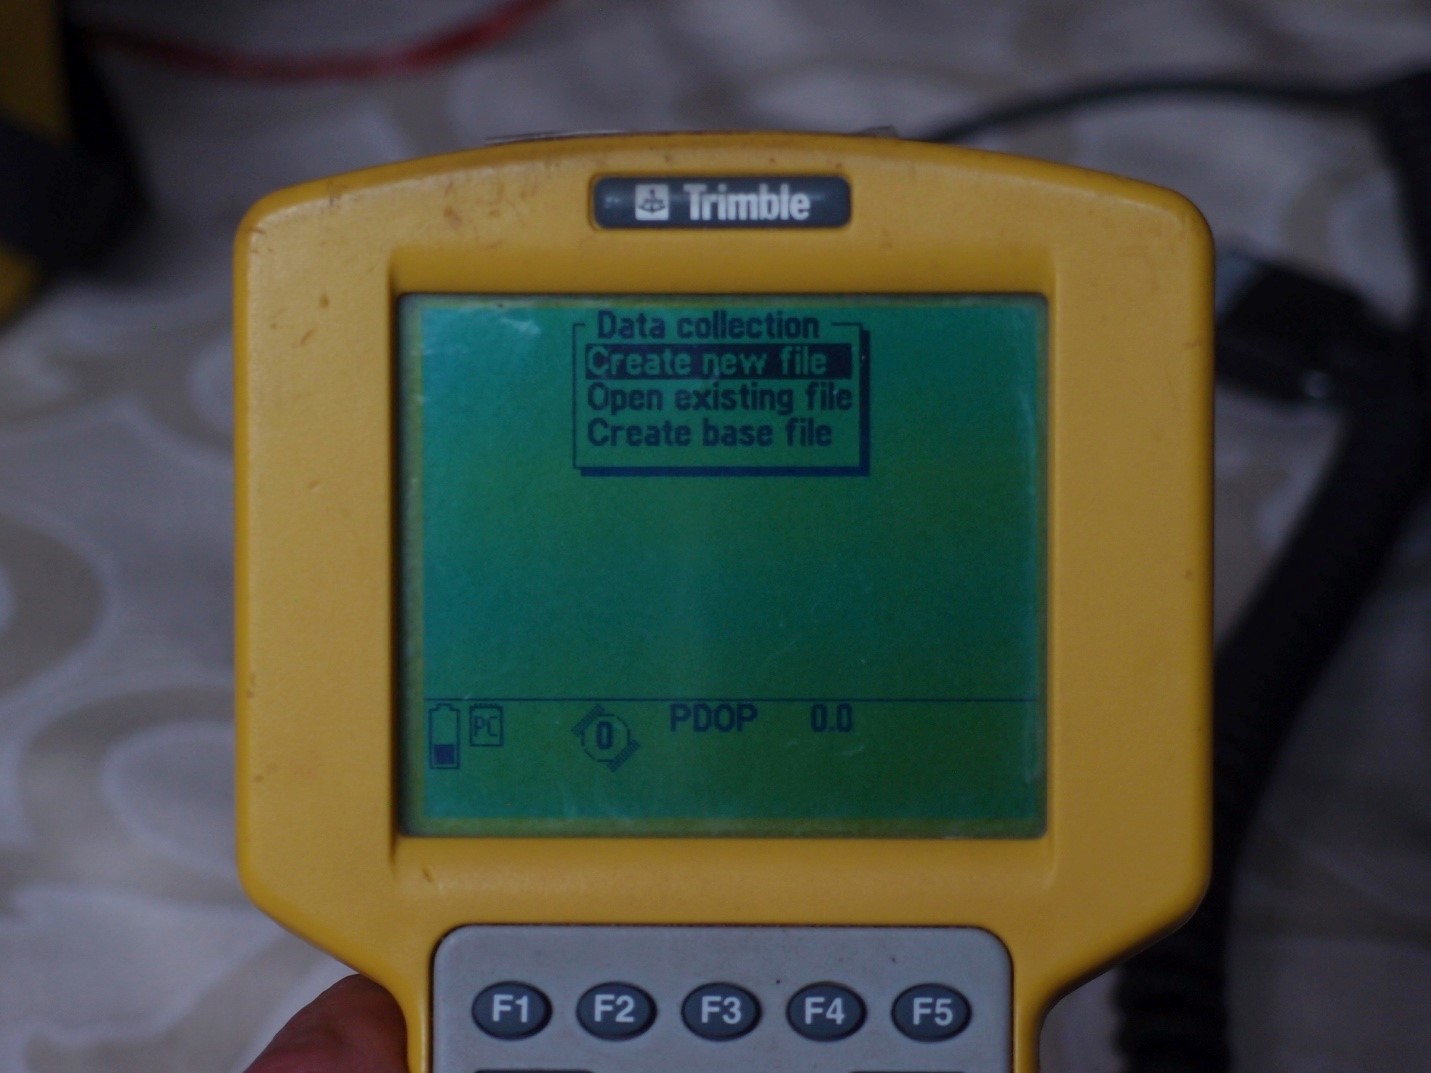 Trimble
Data collection
Create new file
Open existing file
Create base file
PC
0
PDOP 0.0
F1 F2 F3 F4 F5